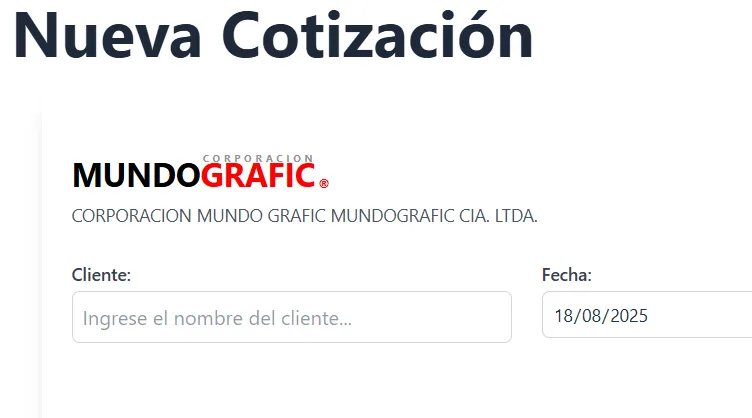 Nueva Cotización
CORPORACION
MUNDOGRAFIC®
CORPORACION MUNDO GRAFIC MUNDOGRAFIC CIA. LTDA.
Cliente: Fecha:
Ingrese el nombre del cliente... 18/08/2025